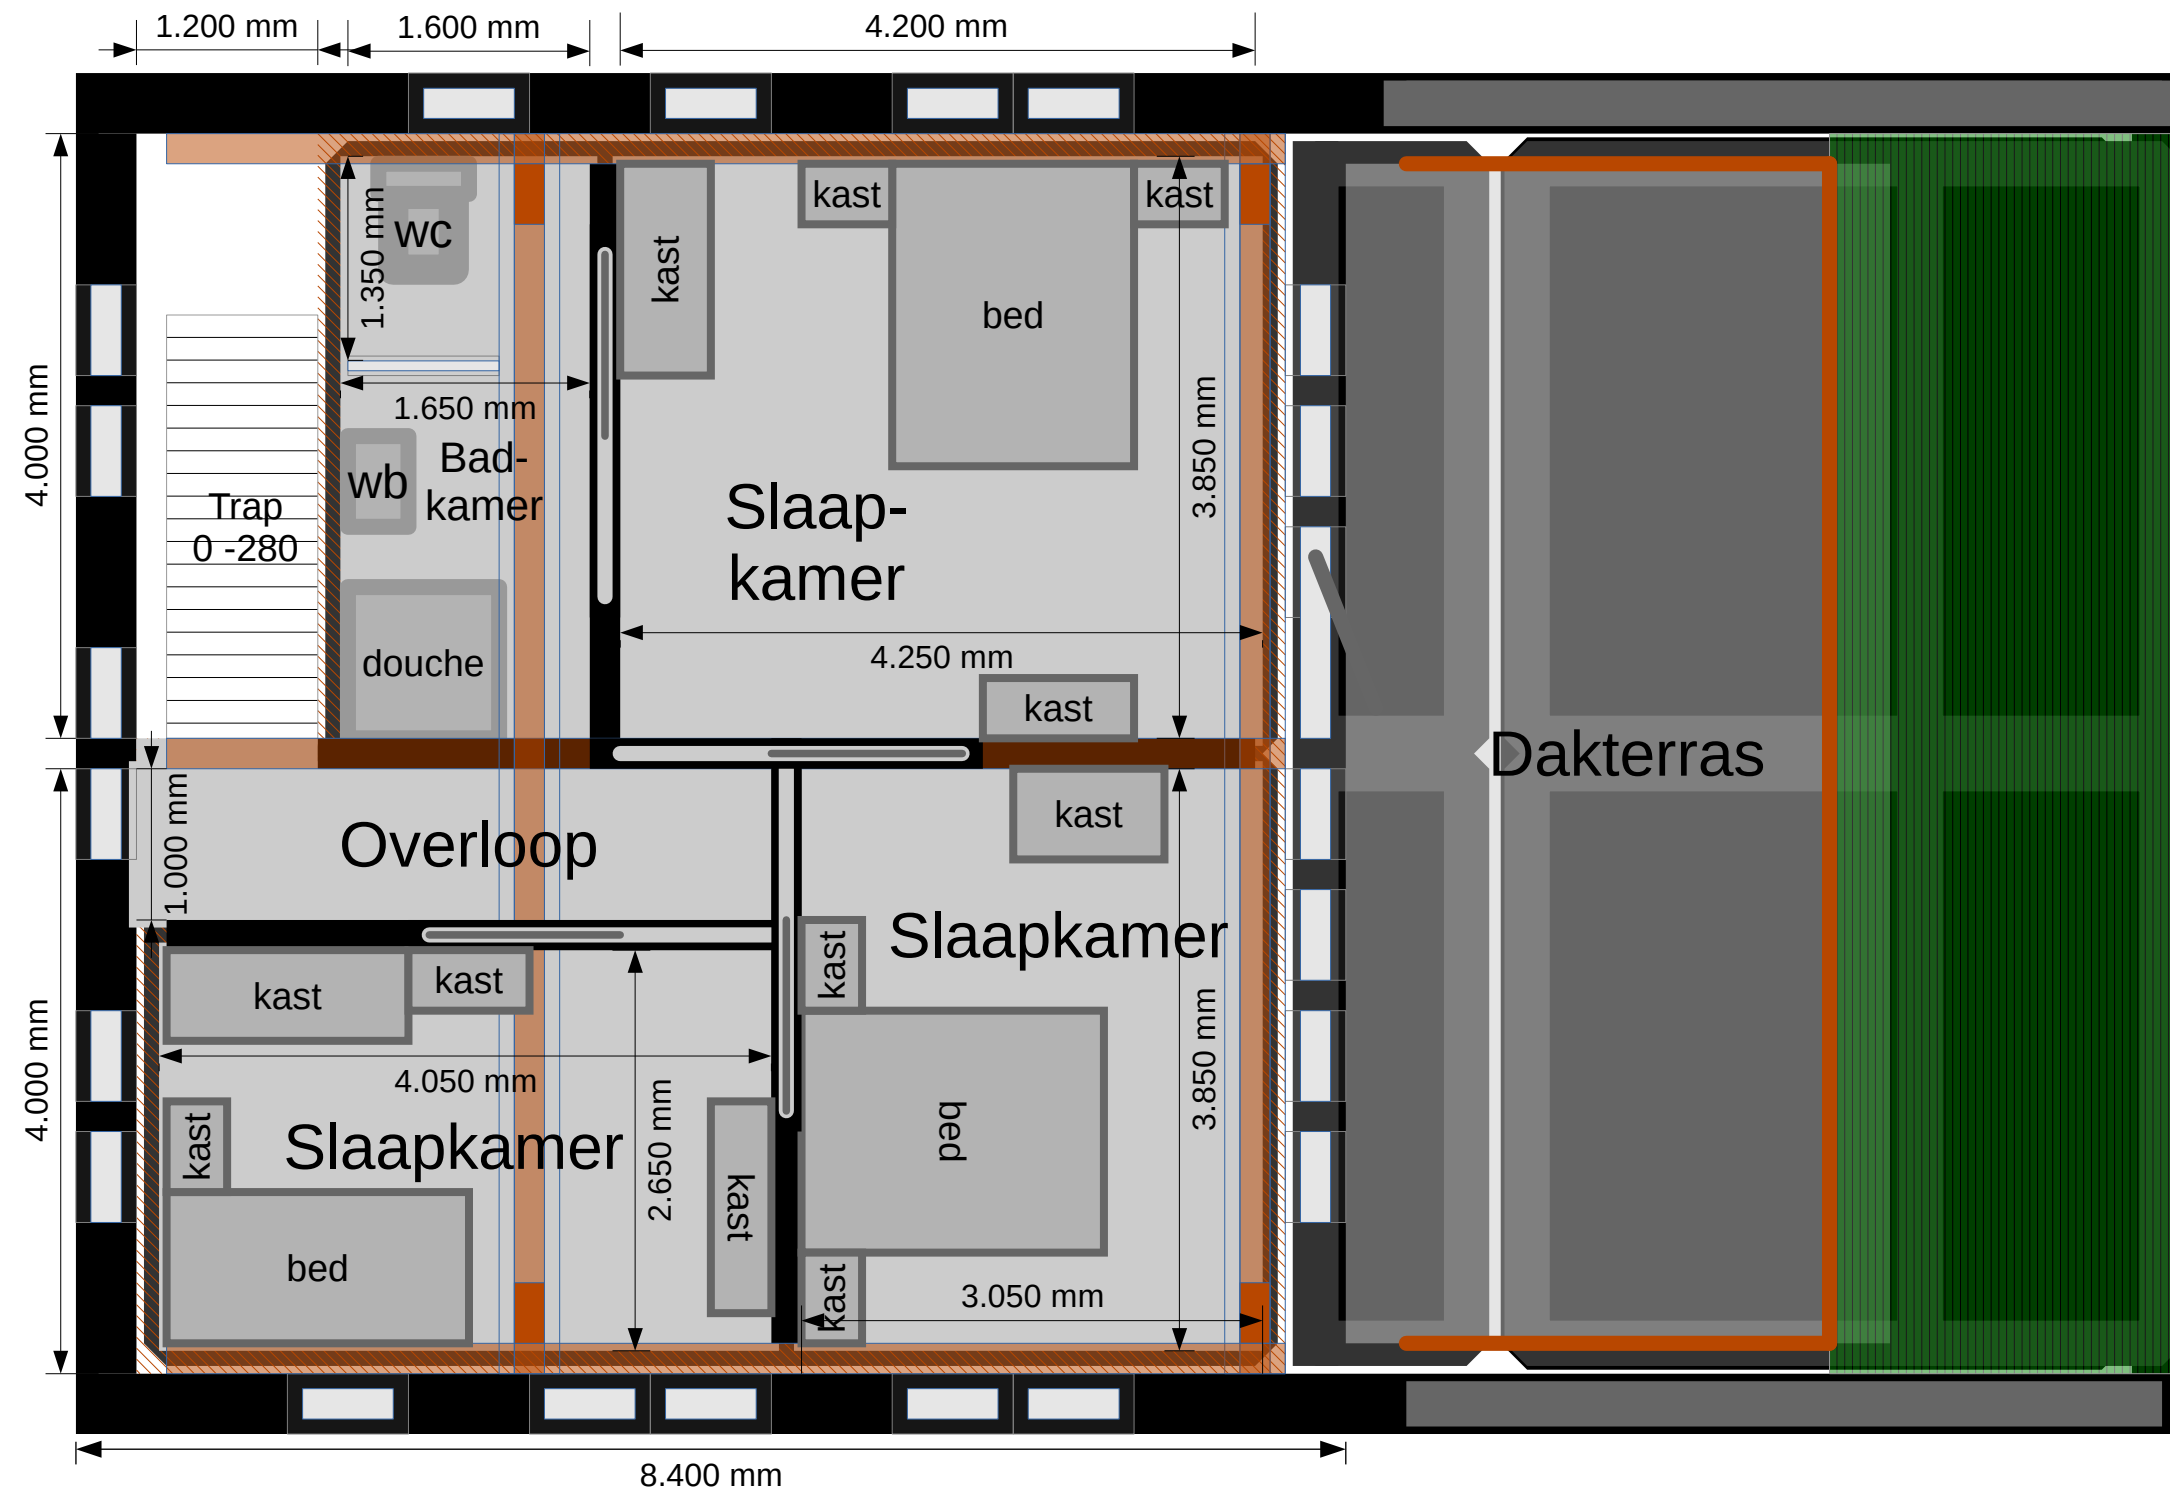 1.200 mm
1.600 mm
4.200 mm
wc
kast
kast
kast
bed
1.350 mm
4.000 mm
1.650 mm
Bad-
kamer
wb
Trap
0 -280
Slaap-
kamer
3.850 mm
douche
4.250 mm
kast
Dakterras
Overloop
1.000 mm
kast
Slaapkamer
kast
kast
kast
4.000 mm
4.050 mm
kast
Slaapkamer
2.650 mm
kast
bed
3.850 mm
bed
kast
3.050 mm
8.400 mm